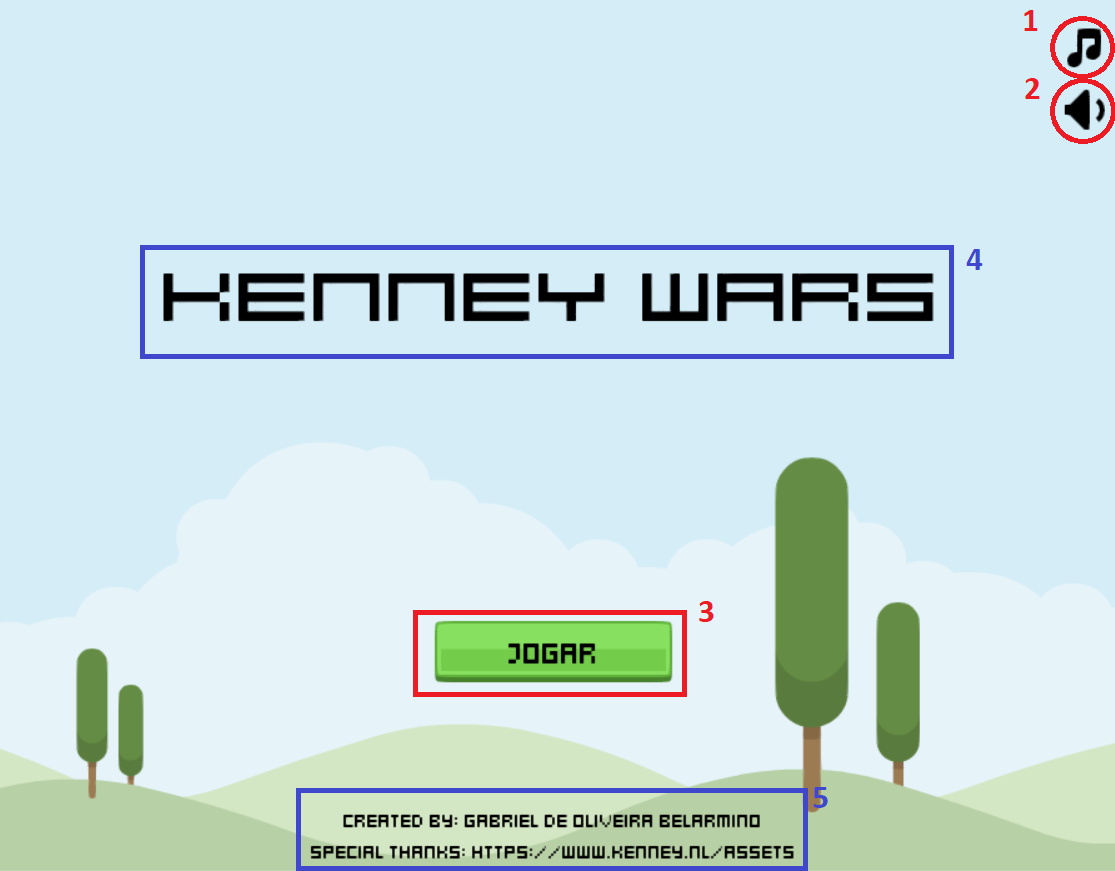 1
2
KENNEY WARS
4
3
JOGAR
5
CREATED BY: GABRIEL DE OLIVEIRA BELARMINO
SPECIAL THANKS: HTTPS://WWW.KENNEY.NL/ASSETS